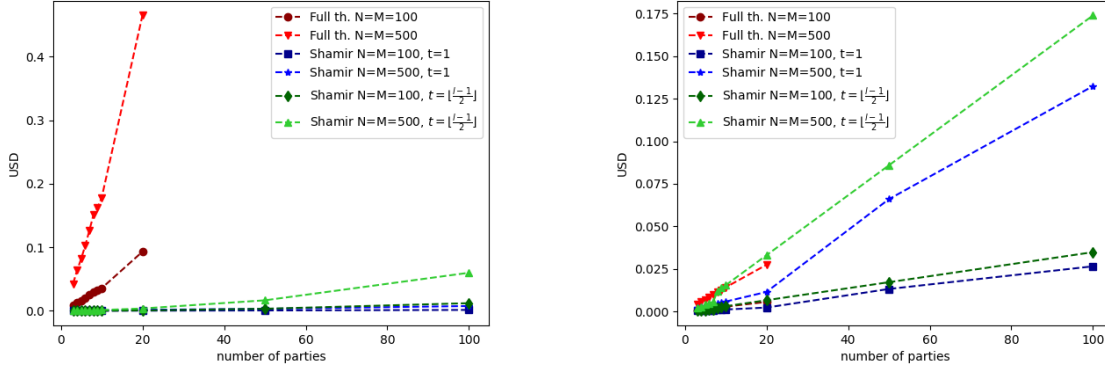 Full th. N=M=100
Full th. N=M=500
Shamir N=M=100, t=1
Shamir N=M=500, t=1
Shamir N=M=100, t = ⌊l−1/2⌋
Shamir N=M=500, t = ⌊l−1/2⌋
0.4
0.3
0.2
0.1
0.0
USD
0
20
40
60
80
100
number of parties
Full th. N=M=100
Full th. N=M=500
Shamir N=M=100, t=1
Shamir N=M=500, t=1
Shamir N=M=100, t = ⌊l−1/2⌋
Shamir N=M=500, t = ⌊l−1/2⌋
0.175
0.150
0.125
0.100
0.075
0.050
0.025
0.000
USD
0
20
40
60
80
100
number of parties